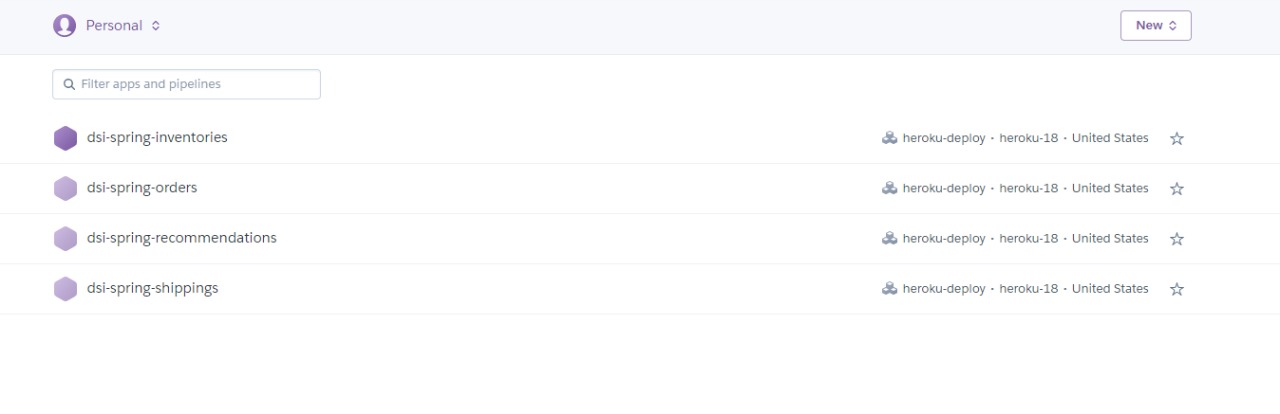 Personal
New
Filter apps and pipelines
dsi-spring-inventories heroku-deploy · heroku-18 · United States
dsi-spring-orders heroku-deploy · heroku-18 · United States
dsi-spring-recommendations heroku-deploy · heroku-18 · United States
dsi-spring-shippings heroku-deploy · heroku-18 · United States